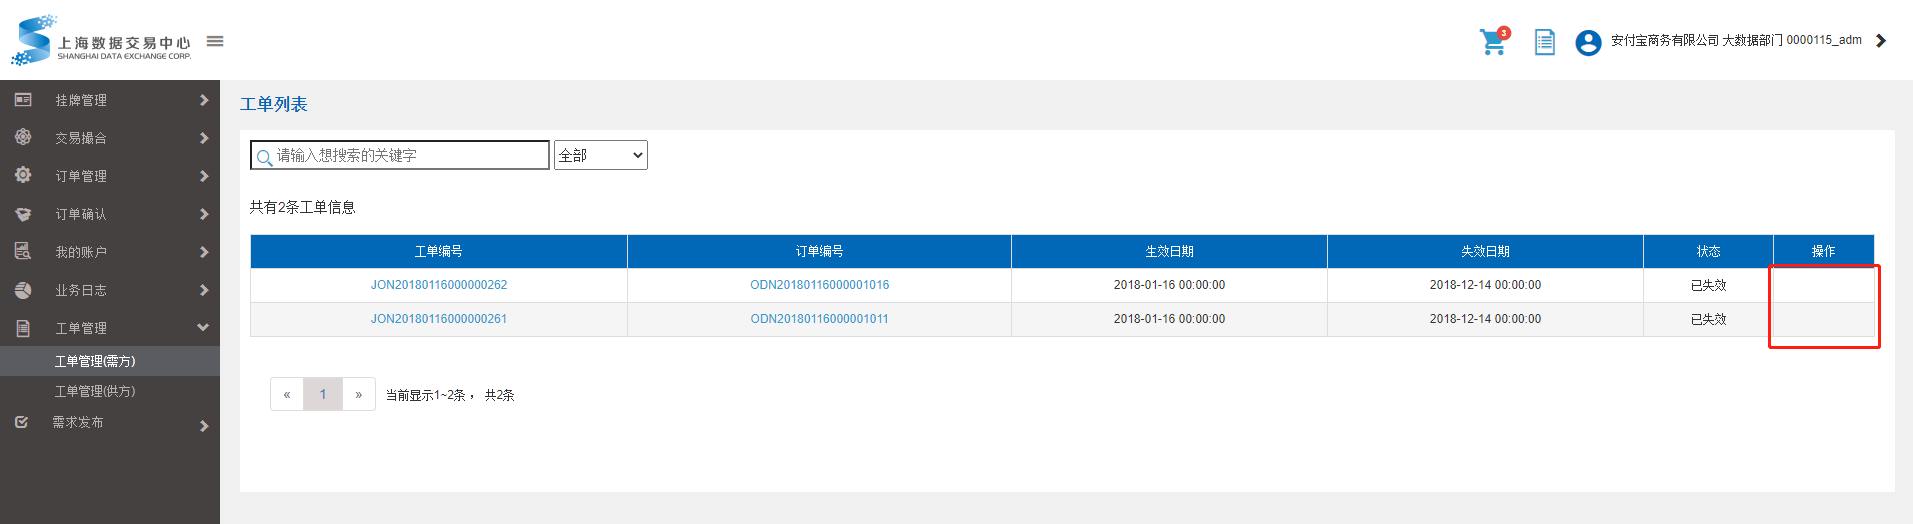 上海数据交易中心
SHANGHAI DATA EXCHANGE CORP.
3
安付宝商务有限公司 大数据部门 0000115_adm
挂牌管理
交易撮合
订单管理
订单确认
我的账户
业务日志
工单管理
工单管理(需方)
工单管理(供方)
需求发布
工单列表
请输入想搜索的关键字
全部
共有2条工单信息
工单编号 订单编号 生效日期 失效日期 状态 操作
JON20180116000000262 ODN20180116000001016 2018-01-16 00:00:00 2018-12-14 00:00:00 已失效
JON20180116000000261 ODN20180116000001011 2018-01-16 00:00:00 2018-12-14 00:00:00 已失效
« 1 » 当前显示1~2条， 共2条